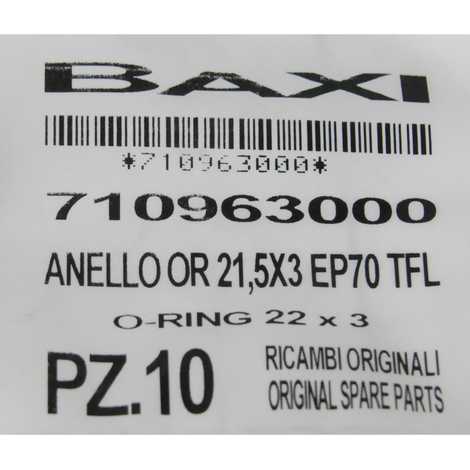 BAXI
*710963000*
710963000
ANELLO OR 21,5X3 EP70 TFL
O-RING 22 x 3
PZ.10
RICAMBI ORIGINALI
ORIGINAL SPARE PARTS